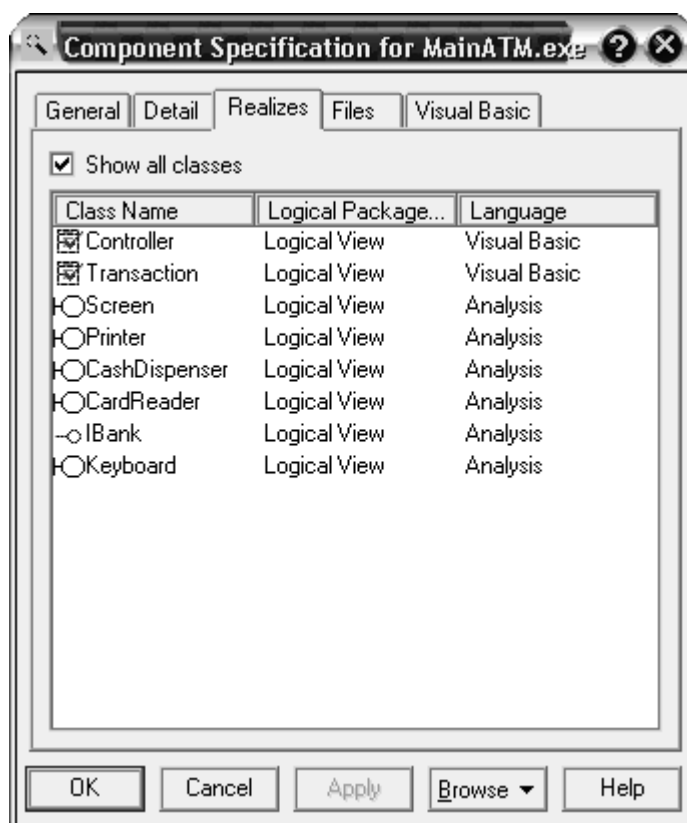 Component Specification for MainATM.exe
General Detail Realizes Files Visual Basic
Show all classes
Class Name Logical Package... Language
Controller Logical View Visual Basic
Transaction Logical View Visual Basic
Screen Logical View Analysis
Printer Logical View Analysis
CashDispenser Logical View Analysis
CardReader Logical View Analysis
IBank Logical View Analysis
Keyboard Logical View Analysis
OK Cancel Apply Browse Help